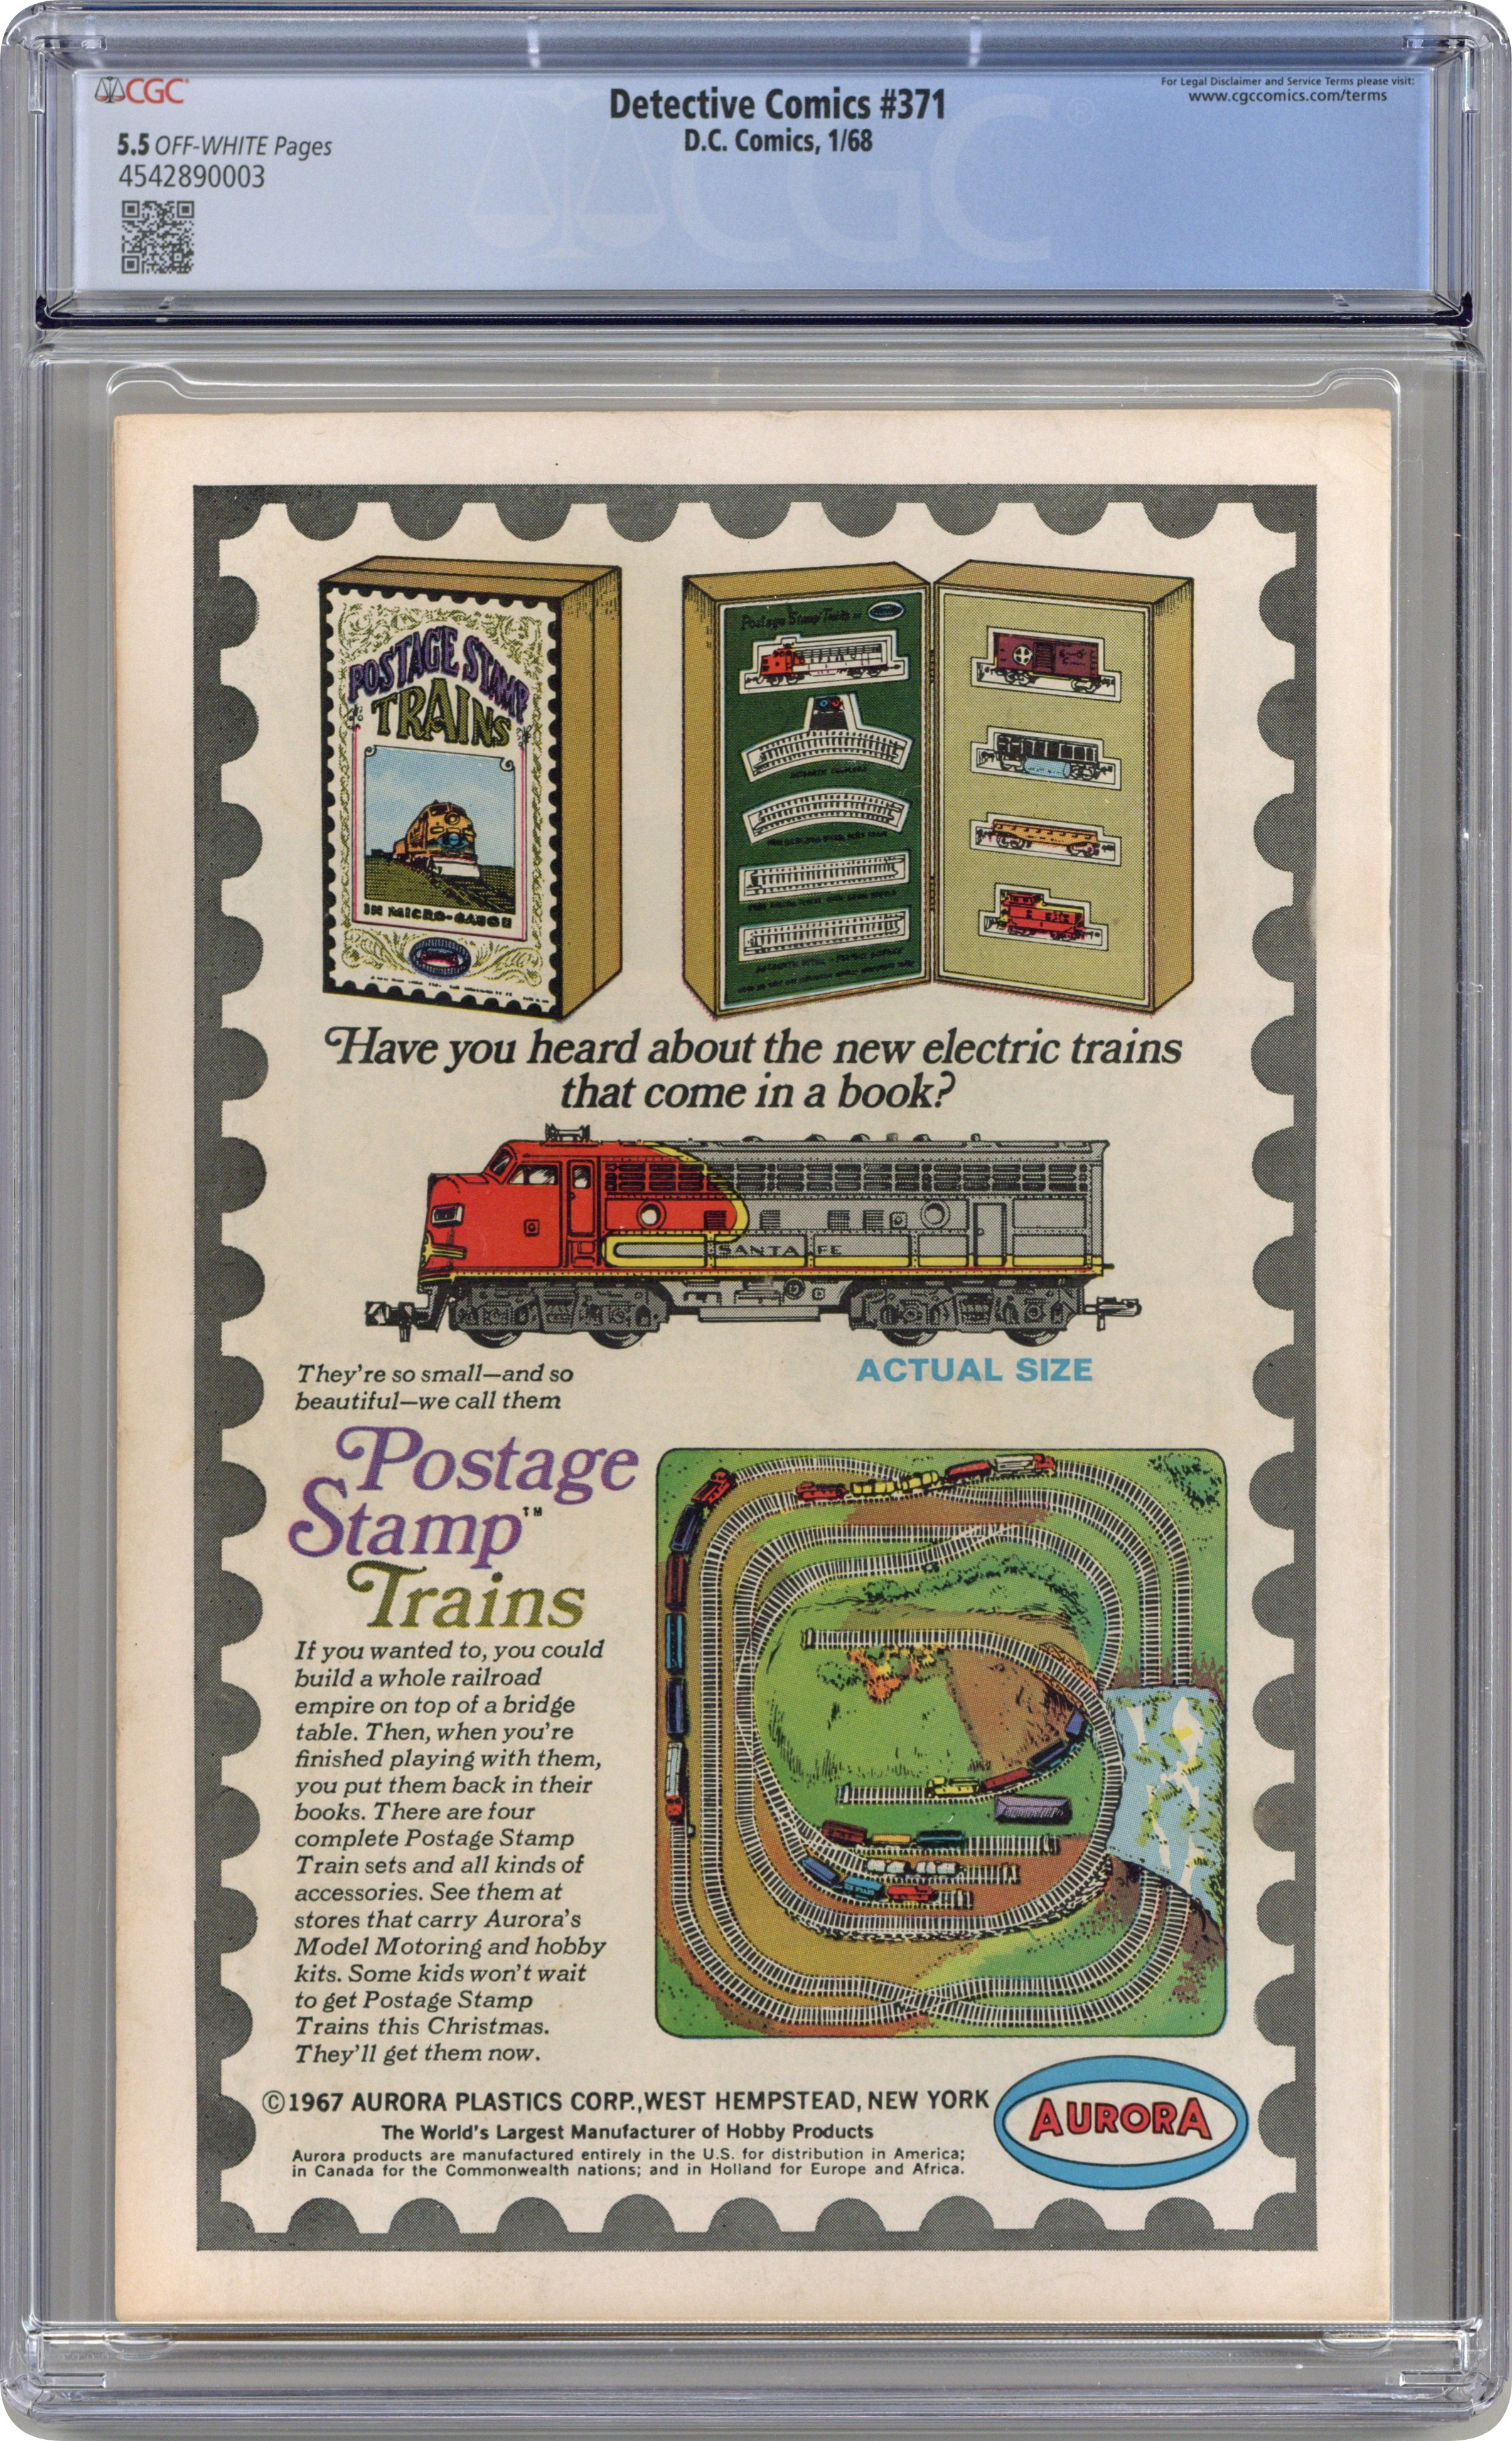 CGC
5.5 OFF-WHITE Pages
4542890003
Detective Comics #371
D.C. Comics, 1/68
For Legal Disclaimer and Service Terms please visit:
www.cgccomics.com/terms
CGC
POSTAGE STAMP
TRAINS
IN MICRO-GAUGE
Postage Stamp Trains
Have you heard about the new electric trains
that come in a book?
SANTA FE
They're so small—and so
beautiful—we call them
ACTUAL SIZE
Postage
Stamp™
Trains
If you wanted to, you could
build a whole railroad
empire on top of a bridge
table. Then, when you're
finished playing with them,
you put them back in their
books. There are four
complete Postage Stamp
Train sets and all kinds of
accessories. See them at
stores that carry Aurora's
Model Motoring and hobby
kits. Some kids won't wait
to get Postage Stamp
Trains this Christmas.
They'll get them now.
©1967 AURORA PLASTICS CORP., WEST HEMPSTEAD, NEW YORK
The World's Largest Manufacturer of Hobby Products
Aurora products are manufactured entirely in the U.S. for distribution in America;
in Canada for the Commonwealth nations; and in Holland for Europe and Africa.
AURORA